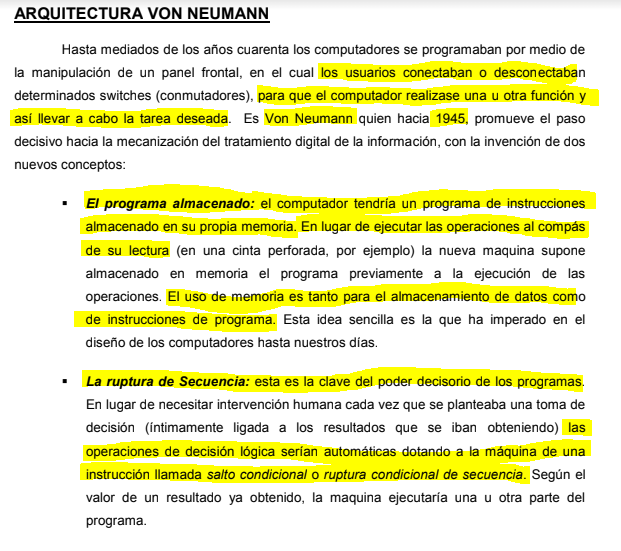 ARQUITECTURA VON NEUMANN
Hasta mediados de los años cuarenta los computadores se programaban por medio de
la manipulación de un panel frontal, en el cual los usuarios conectaban o desconectaban
determinados switches (conmutadores), para que el computador realizase una u otra función y
así llevar a cabo la tarea deseada. Es Von Neumann quien hacia 1945, promueve el paso
decisivo hacia la mecanización del tratamiento digital de la información, con la invención de dos
nuevos conceptos:
▪ El programa almacenado: el computador tendría un programa de instrucciones
almacenado en su propia memoria. En lugar de ejecutar las operaciones al compás
de su lectura (en una cinta perforada, por ejemplo) la nueva maquina supone
almacenado en memoria el programa previamente a la ejecución de las
operaciones. El uso de memoria es tanto para el almacenamiento de datos como
de instrucciones de programa. Esta idea sencilla es la que ha imperado en el
diseño de los computadores hasta nuestros días.
▪ La ruptura de Secuencia: esta es la clave del poder decisorio de los programas.
En lugar de necesitar intervención humana cada vez que se planteaba una toma de
decisión (íntimamente ligada a los resultados que se iban obteniendo) las
operaciones de decisión lógica serían automáticas dotando a la máquina de una
instrucción llamada salto condicional o ruptura condicional de secuencia. Según el
valor de un resultado ya obtenido, la maquina ejecutaría una u otra parte del
programa.